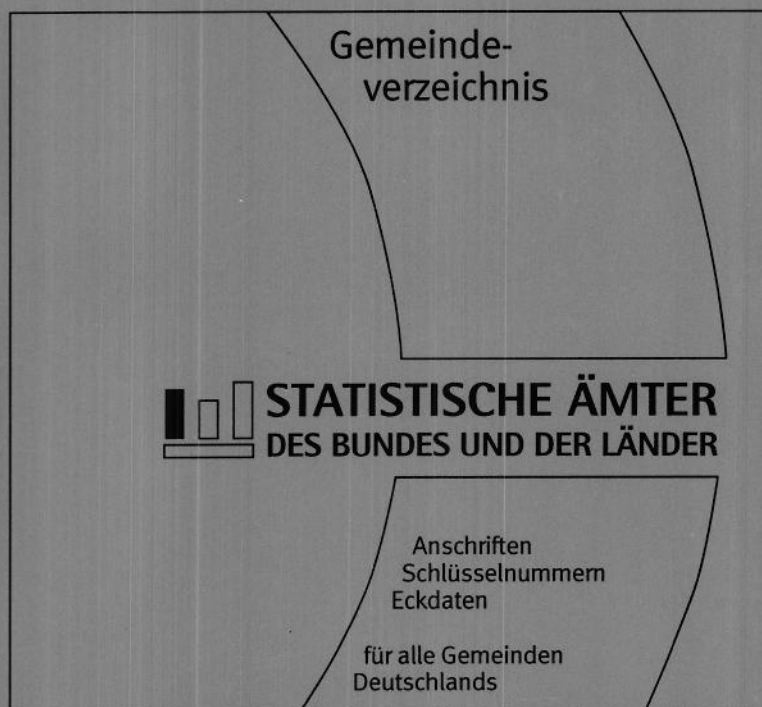 Gemeinde-
verzeichnis
STATISTISCHE ÄMTER
DES BUNDES UND DER LÄNDER
Anschriften
Schlüsselnummern
Eckdaten
für alle Gemeinden
Deutschlands